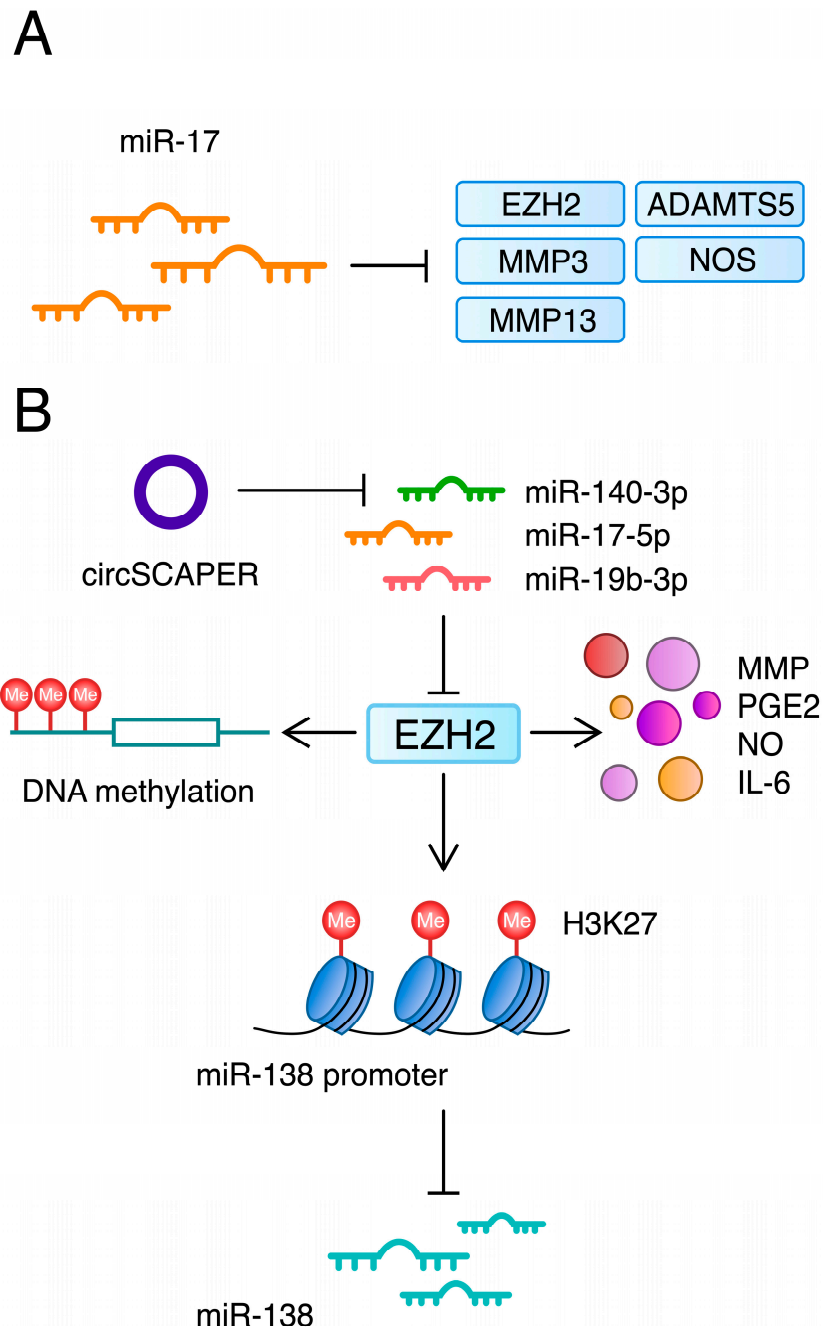 A
miR-17
EZH2 ADAMTS5
MMP3 NOS
MMP13
B
circSCAPER
miR-140-3p
miR-17-5p
miR-19b-3p
Me Me Me
DNA methylation
EZH2
MMP
PGE2
NO
IL-6
Me Me Me H3K27
miR-138 promoter
miR-138